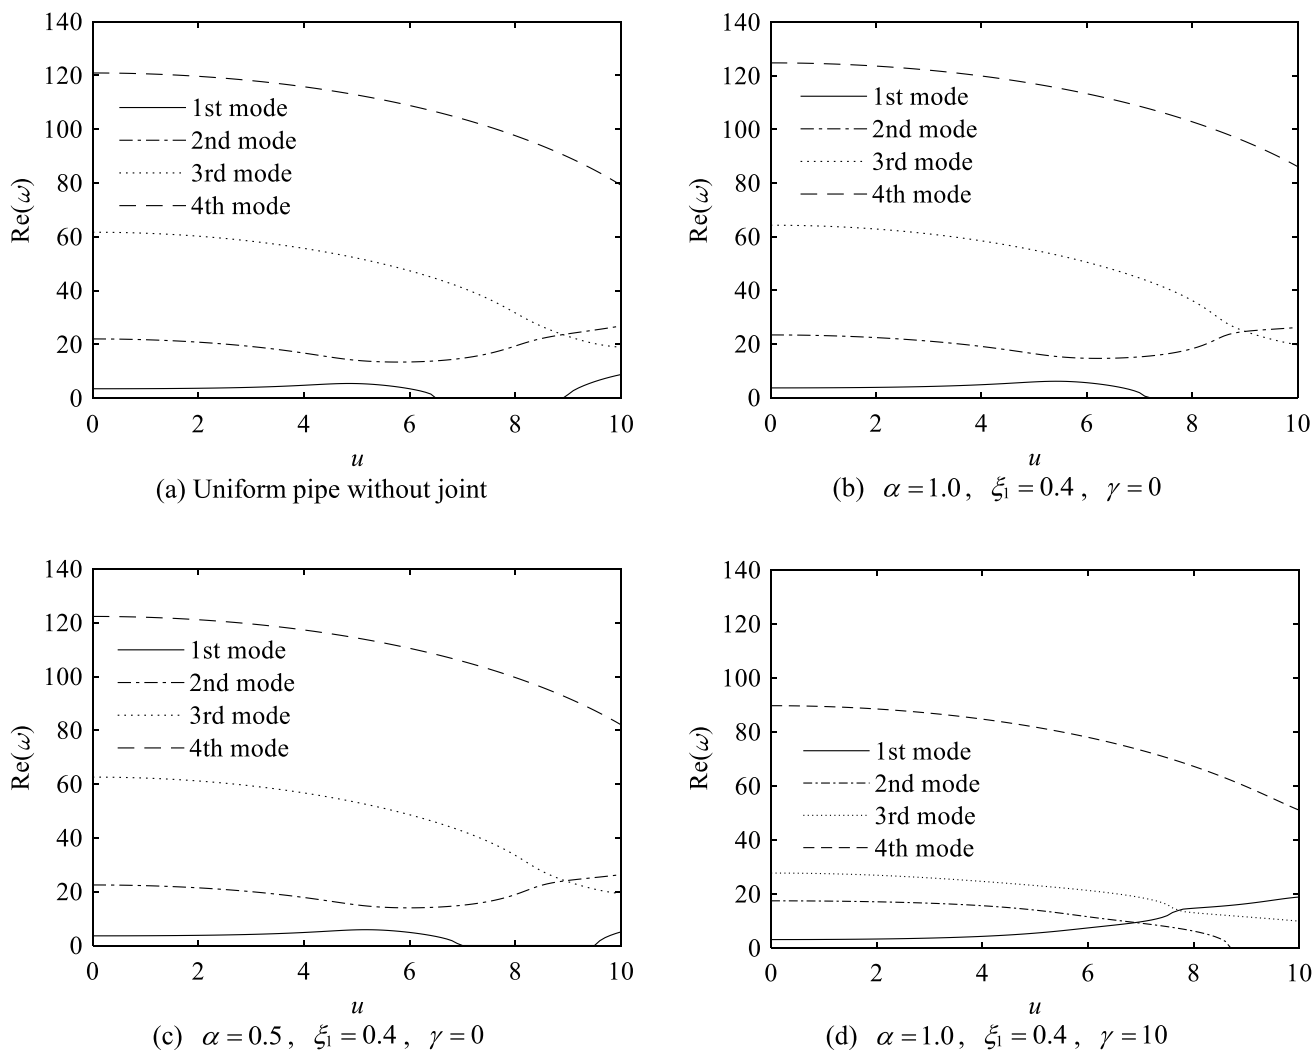 140
120
100
80
60
40
20
0
Re(ω)
1st mode
2nd mode
3rd mode
4th mode
0 2 4 6 8 10
u
(a) Uniform pipe without joint
140
120
100
80
60
40
20
0
Re(ω)
1st mode
2nd mode
3rd mode
4th mode
0 2 4 6 8 10
u
(b) α = 1.0 , ξ₁ = 0.4 , γ = 0
140
120
100
80
60
40
20
0
Re(ω)
1st mode
2nd mode
3rd mode
4th mode
0 2 4 6 8 10
u
(c) α = 0.5 , ξ₁ = 0.4 , γ = 0
140
120
100
80
60
40
20
0
Re(ω)
1st mode
2nd mode
3rd mode
4th mode
0 2 4 6 8 10
u
(d) α = 1.0 , ξ₁ = 0.4 , γ = 10